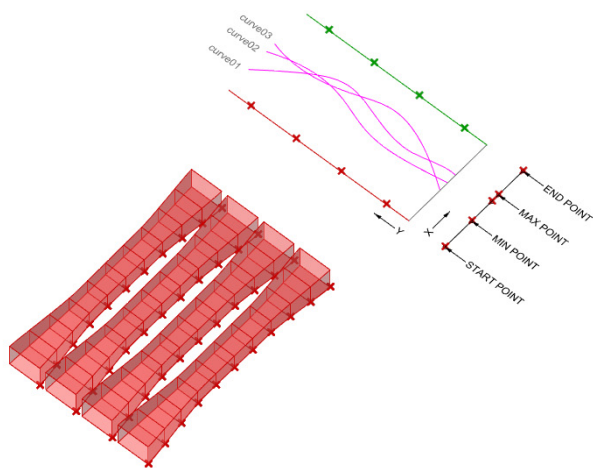 curve03
curve02
curve01
END POINT
MAX POINT
MIN POINT
START POINT
Y
X